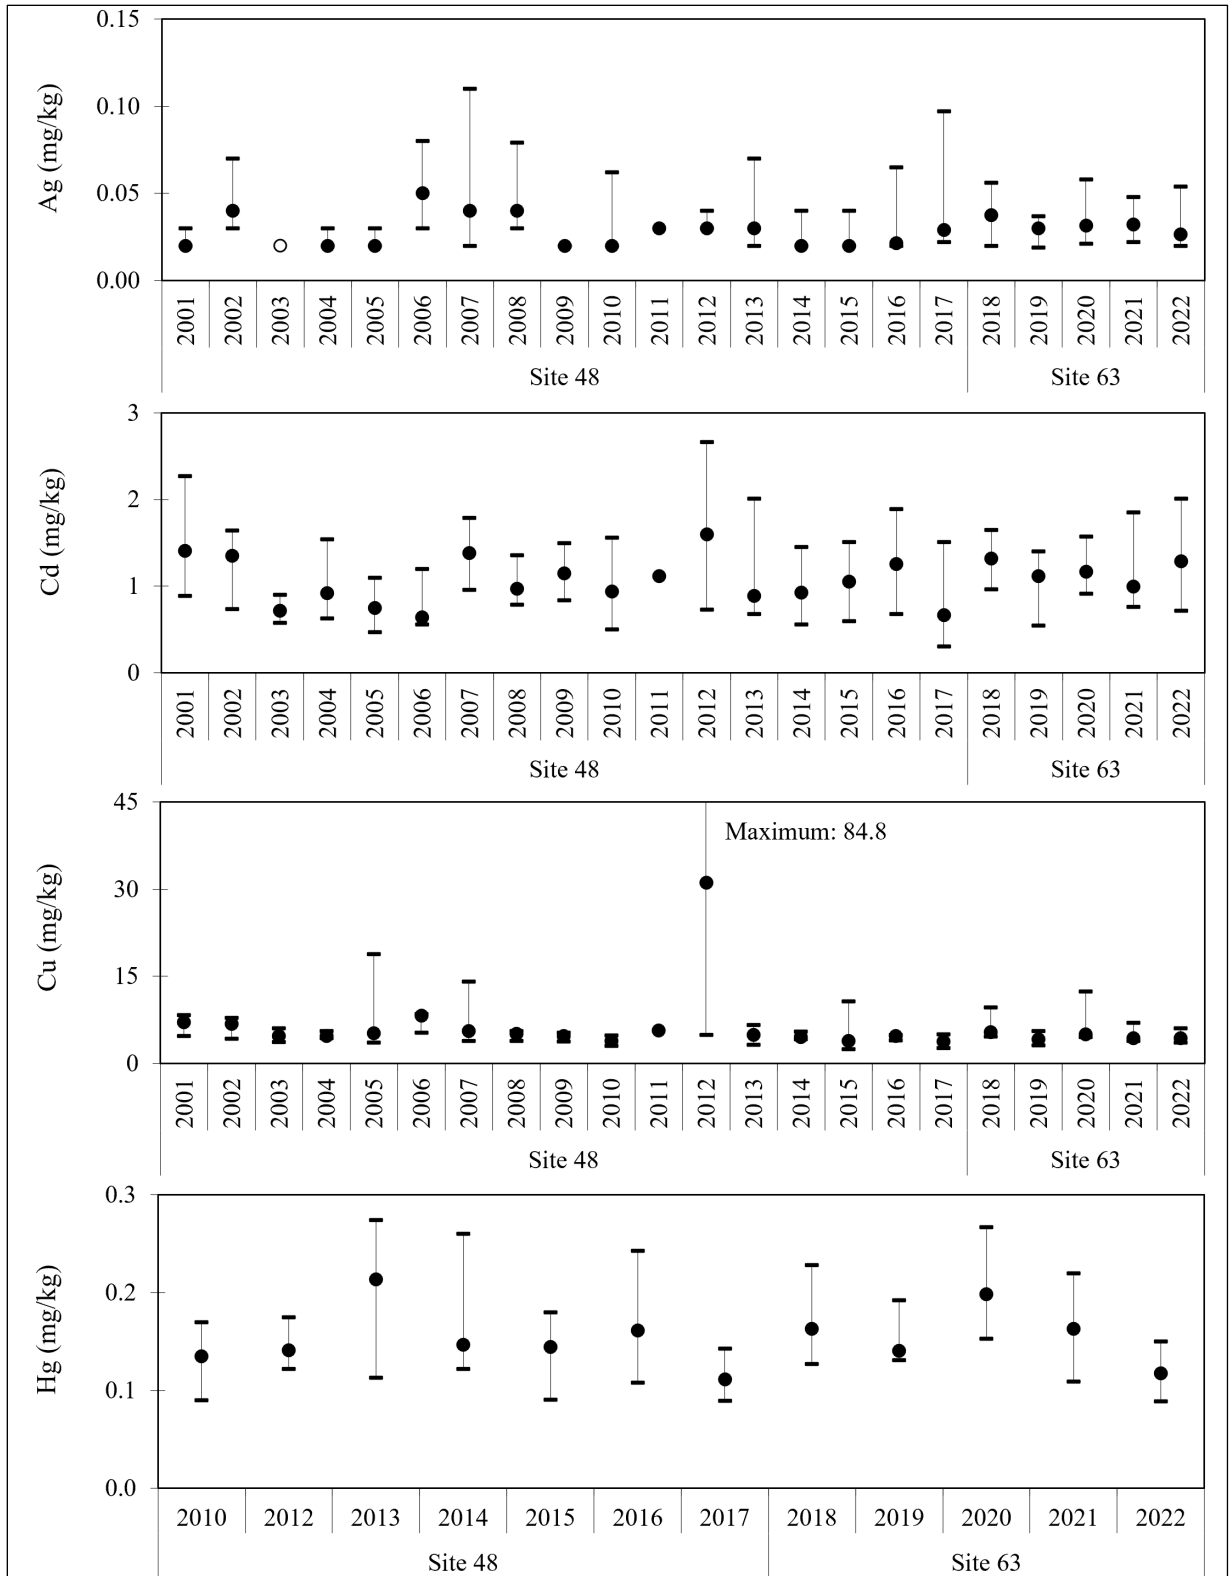 0.15
0.10
0.05
0.00
Ag (mg/kg)
2001 2002 2003 2004 2005 2006 2007 2008 2009 2010 2011 2012 2013 2014 2015 2016 2017 2018 2019 2020 2021 2022
Site 48 Site 63
3
2
1
0
Cd (mg/kg)
2001 2002 2003 2004 2005 2006 2007 2008 2009 2010 2011 2012 2013 2014 2015 2016 2017 2018 2019 2020 2021 2022
Site 48 Site 63
45
30
15
0
Cu (mg/kg)
Maximum: 84.8
2001 2002 2003 2004 2005 2006 2007 2008 2009 2010 2011 2012 2013 2014 2015 2016 2017 2018 2019 2020 2021 2022
Site 48 Site 63
0.3
0.2
0.1
0.0
Hg (mg/kg)
2010 2012 2013 2014 2015 2016 2017 2018 2019 2020 2021 2022
Site 48 Site 63